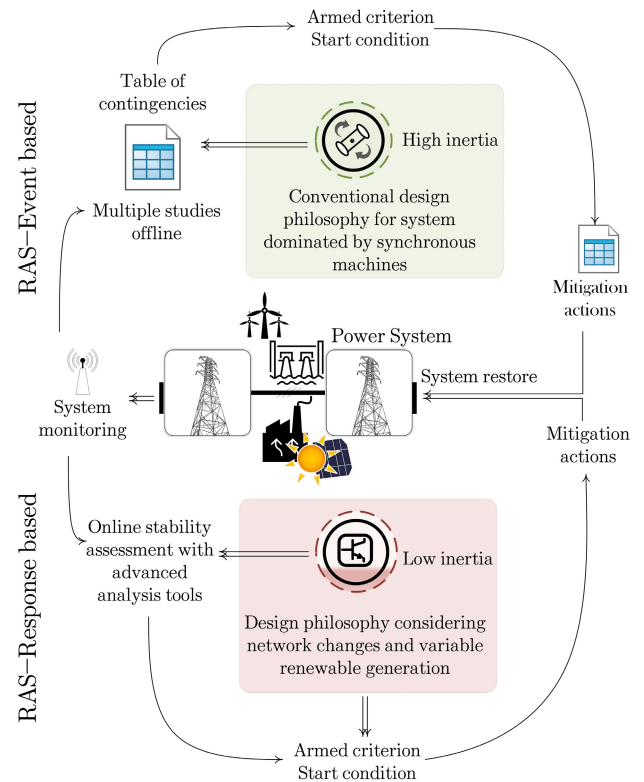 Armed criterion
Start condition
Table of
contingencies
RAS–Event based
High inertia
Multiple studies
offline
Conventional design
philosophy for system
dominated by synchronous
machines
Mitigation
actions
Power System
System restore
System
monitoring
Mitigation
actions
RAS–Response based
Online stability
assessment with
advanced
analysis tools
Low inertia
Design philosophy considering
network changes and variable
renewable generation
Armed criterion
Start condition